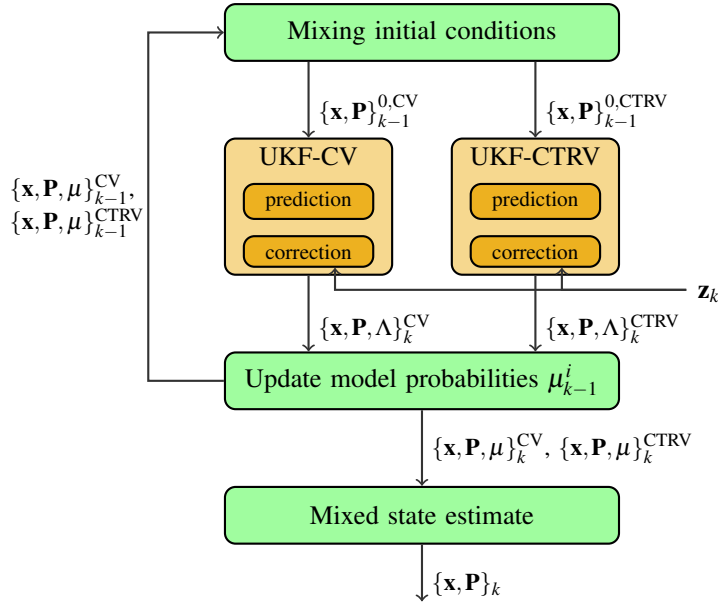 Mixing initial conditions
{x, P}_{k−1}^{0,CV}
{x, P}_{k−1}^{0,CTRV}
UKF-CV
UKF-CTRV
{x, P, μ}_{k−1}^{CV},
{x, P, μ}_{k−1}^{CTRV}
prediction
prediction
correction
correction
z_k
{x, P, Λ}_k^{CV}
{x, P, Λ}_k^{CTRV}
Update model probabilities μ_{k−1}^i
{x, P, μ}_k^{CV}, {x, P, μ}_k^{CTRV}
Mixed state estimate
{x, P}_k